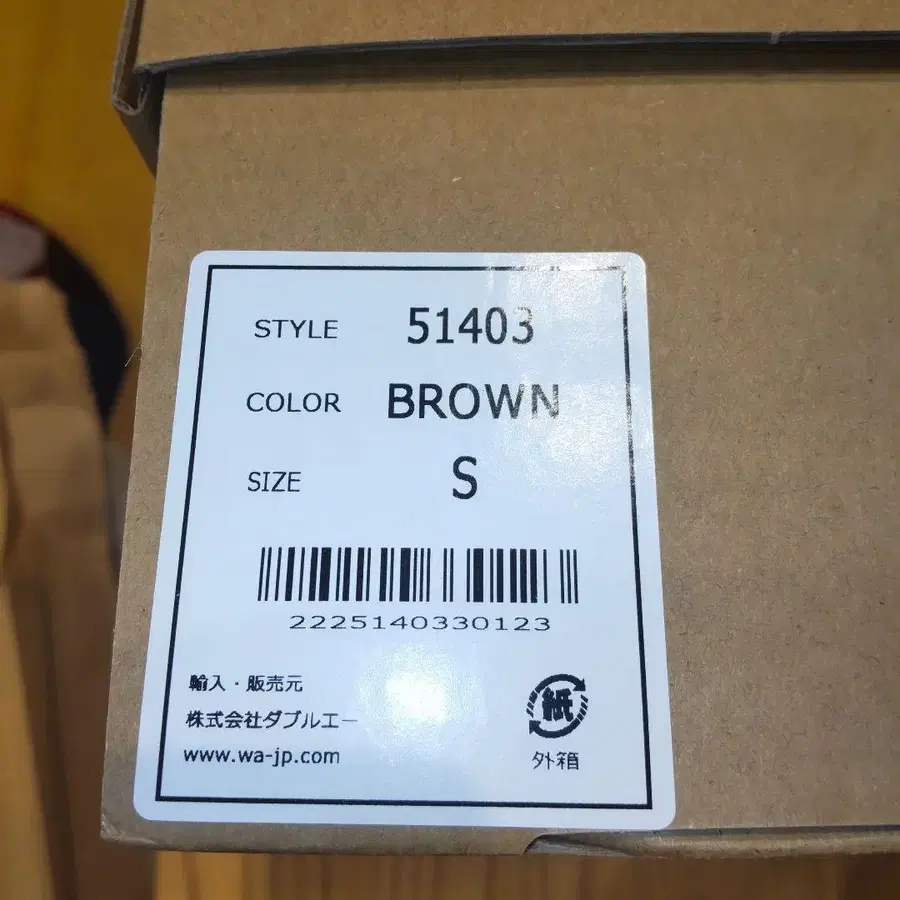 STYLE 51403
COLOR BROWN
SIZE S
2225140330123
輸入・販売元
株式会社ダブルエー
www.wa-jp.com
紙
外箱